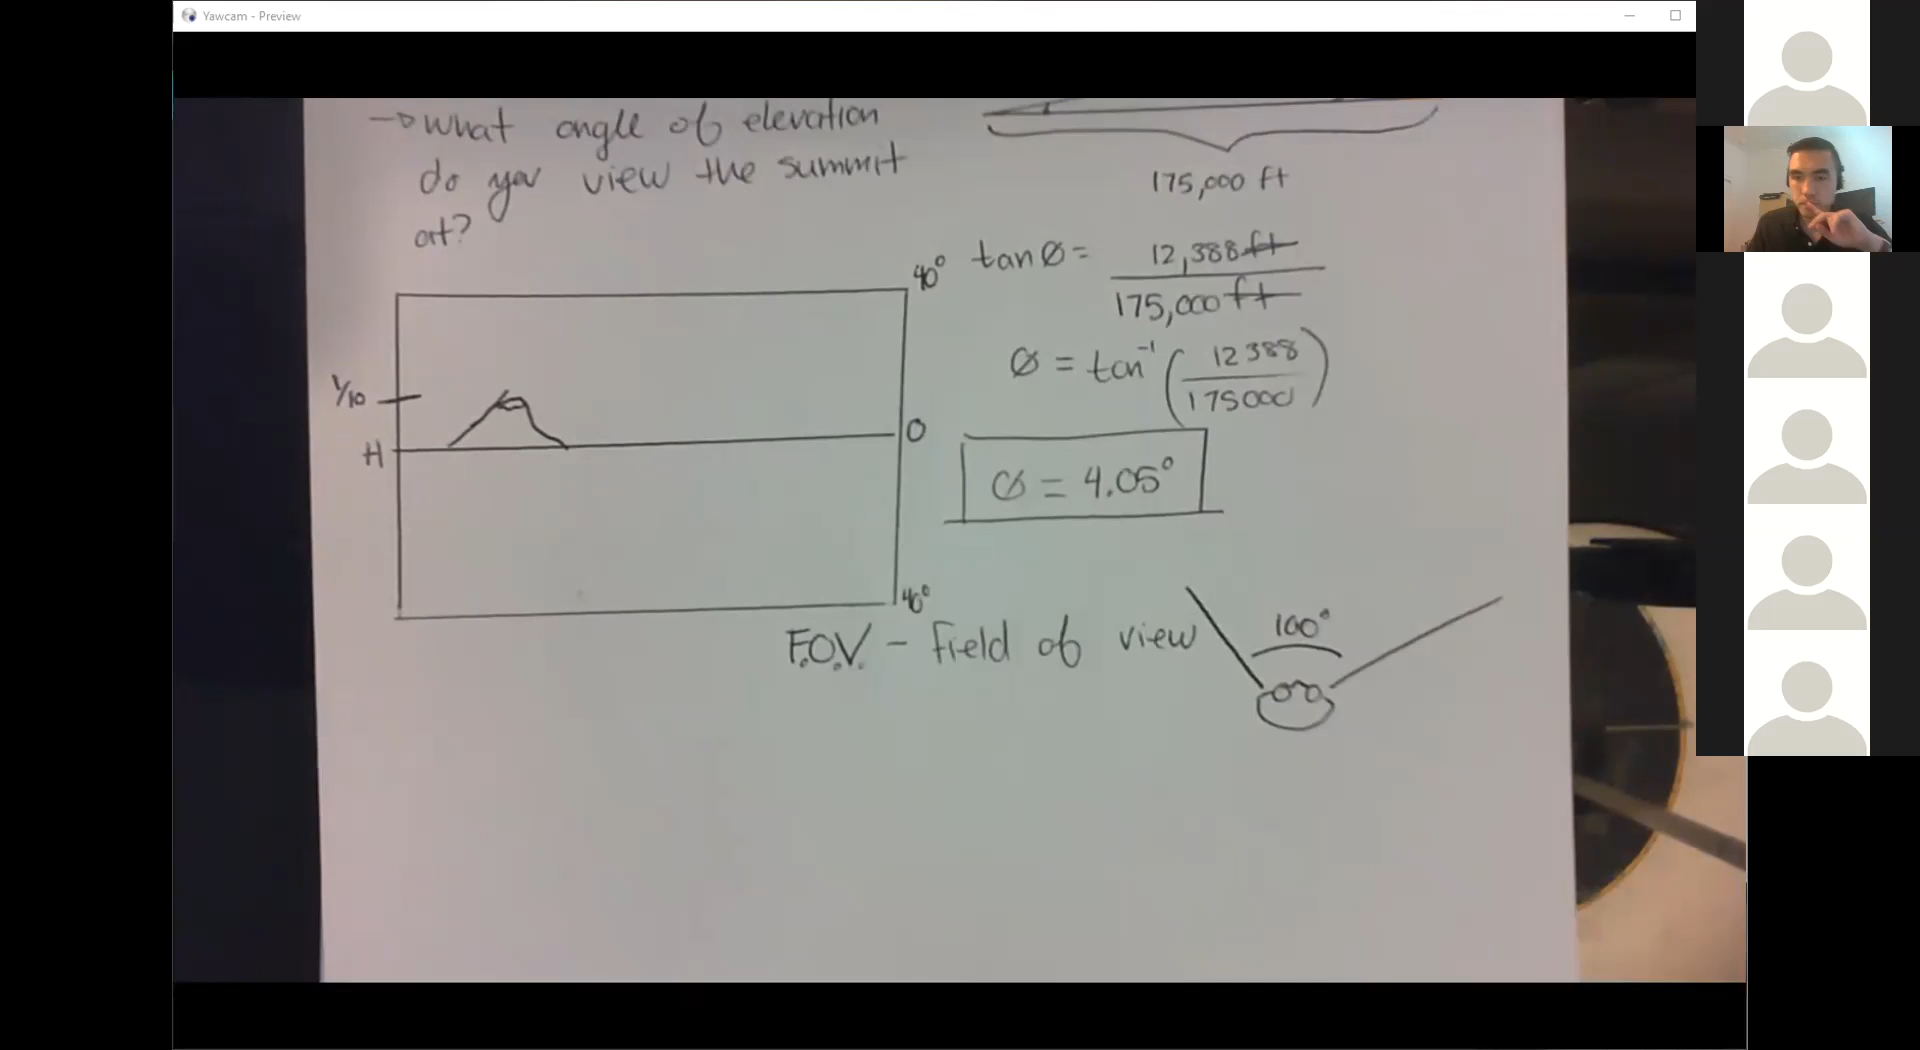 Yawcam - Preview
→ what angle of elevation
do you view the summit
at?
175,000 ft
40°
tanØ = 12,388 ft
175,000 ft
Ø = tan⁻¹ (12388
175000)
1/10
H
0
Ø = 4.05°
40°
F.O.V. - Field of view
100°